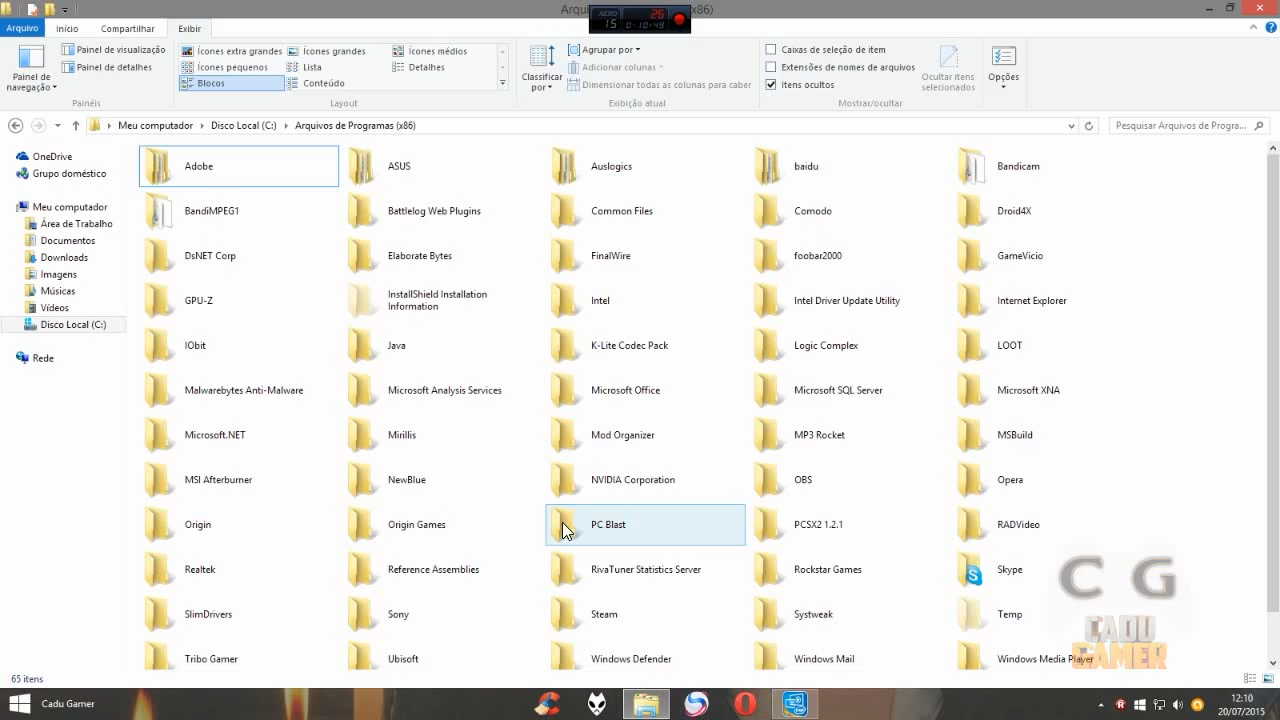 Arqui x86)
AERO 26
15 0:10:49
Arquivo Início Compartilhar Exibir
Painel de navegação
Painel de visualização
Painel de detalhes
Painéis
Ícones extra grandes Ícones grandes Ícones médios
Ícones pequenos Lista Detalhes
Blocos Conteúdo
Layout
Classificar por
Agrupar por
Adicionar colunas
Dimensionar todas as colunas para caber
Exibição atual
Caixas de seleção de item
Extensões de nomes de arquivos
Itens ocultos
Ocultar itens selecionados
Mostrar/ocultar
Opções
Meu computador Disco Local (C:) Arquivos de Programas (x86)
Pesquisar Arquivos de Progra...
OneDrive
Grupo doméstico
Meu computador
Área de Trabalho
Documentos
Downloads
Imagens
Músicas
Vídeos
Disco Local (C:)
Rede
Adobe ASUS Auslogics baidu Bandicam
BandiMPEG1 Battlelog Web Plugins Common Files Comodo Droid4X
DsNET Corp Elaborate Bytes FinalWire foobar2000 GameVicio
GPU-Z InstallShield Installation Information Intel Intel Driver Update Utility Internet Explorer
IObit Java K-Lite Codec Pack Logic Complex LOOT
Malwarebytes Anti-Malware Microsoft Analysis Services Microsoft Office Microsoft SQL Server Microsoft XNA
Microsoft.NET Mirillis Mod Organizer MP3 Rocket MSBuild
MSI Afterburner NewBlue NVIDIA Corporation OBS Opera
Origin Origin Games PC Blast PCSX2 1.2.1 RADVideo
Realtek Reference Assemblies RivaTuner Statistics Server Rockstar Games Skype
SlimDrivers Sony Steam Systweak Temp
Tribo Gamer Ubisoft Windows Defender Windows Mail Windows Media Player
C G
CADU
GAMER
65 itens
Cadu Gamer
12:10
20/07/2015